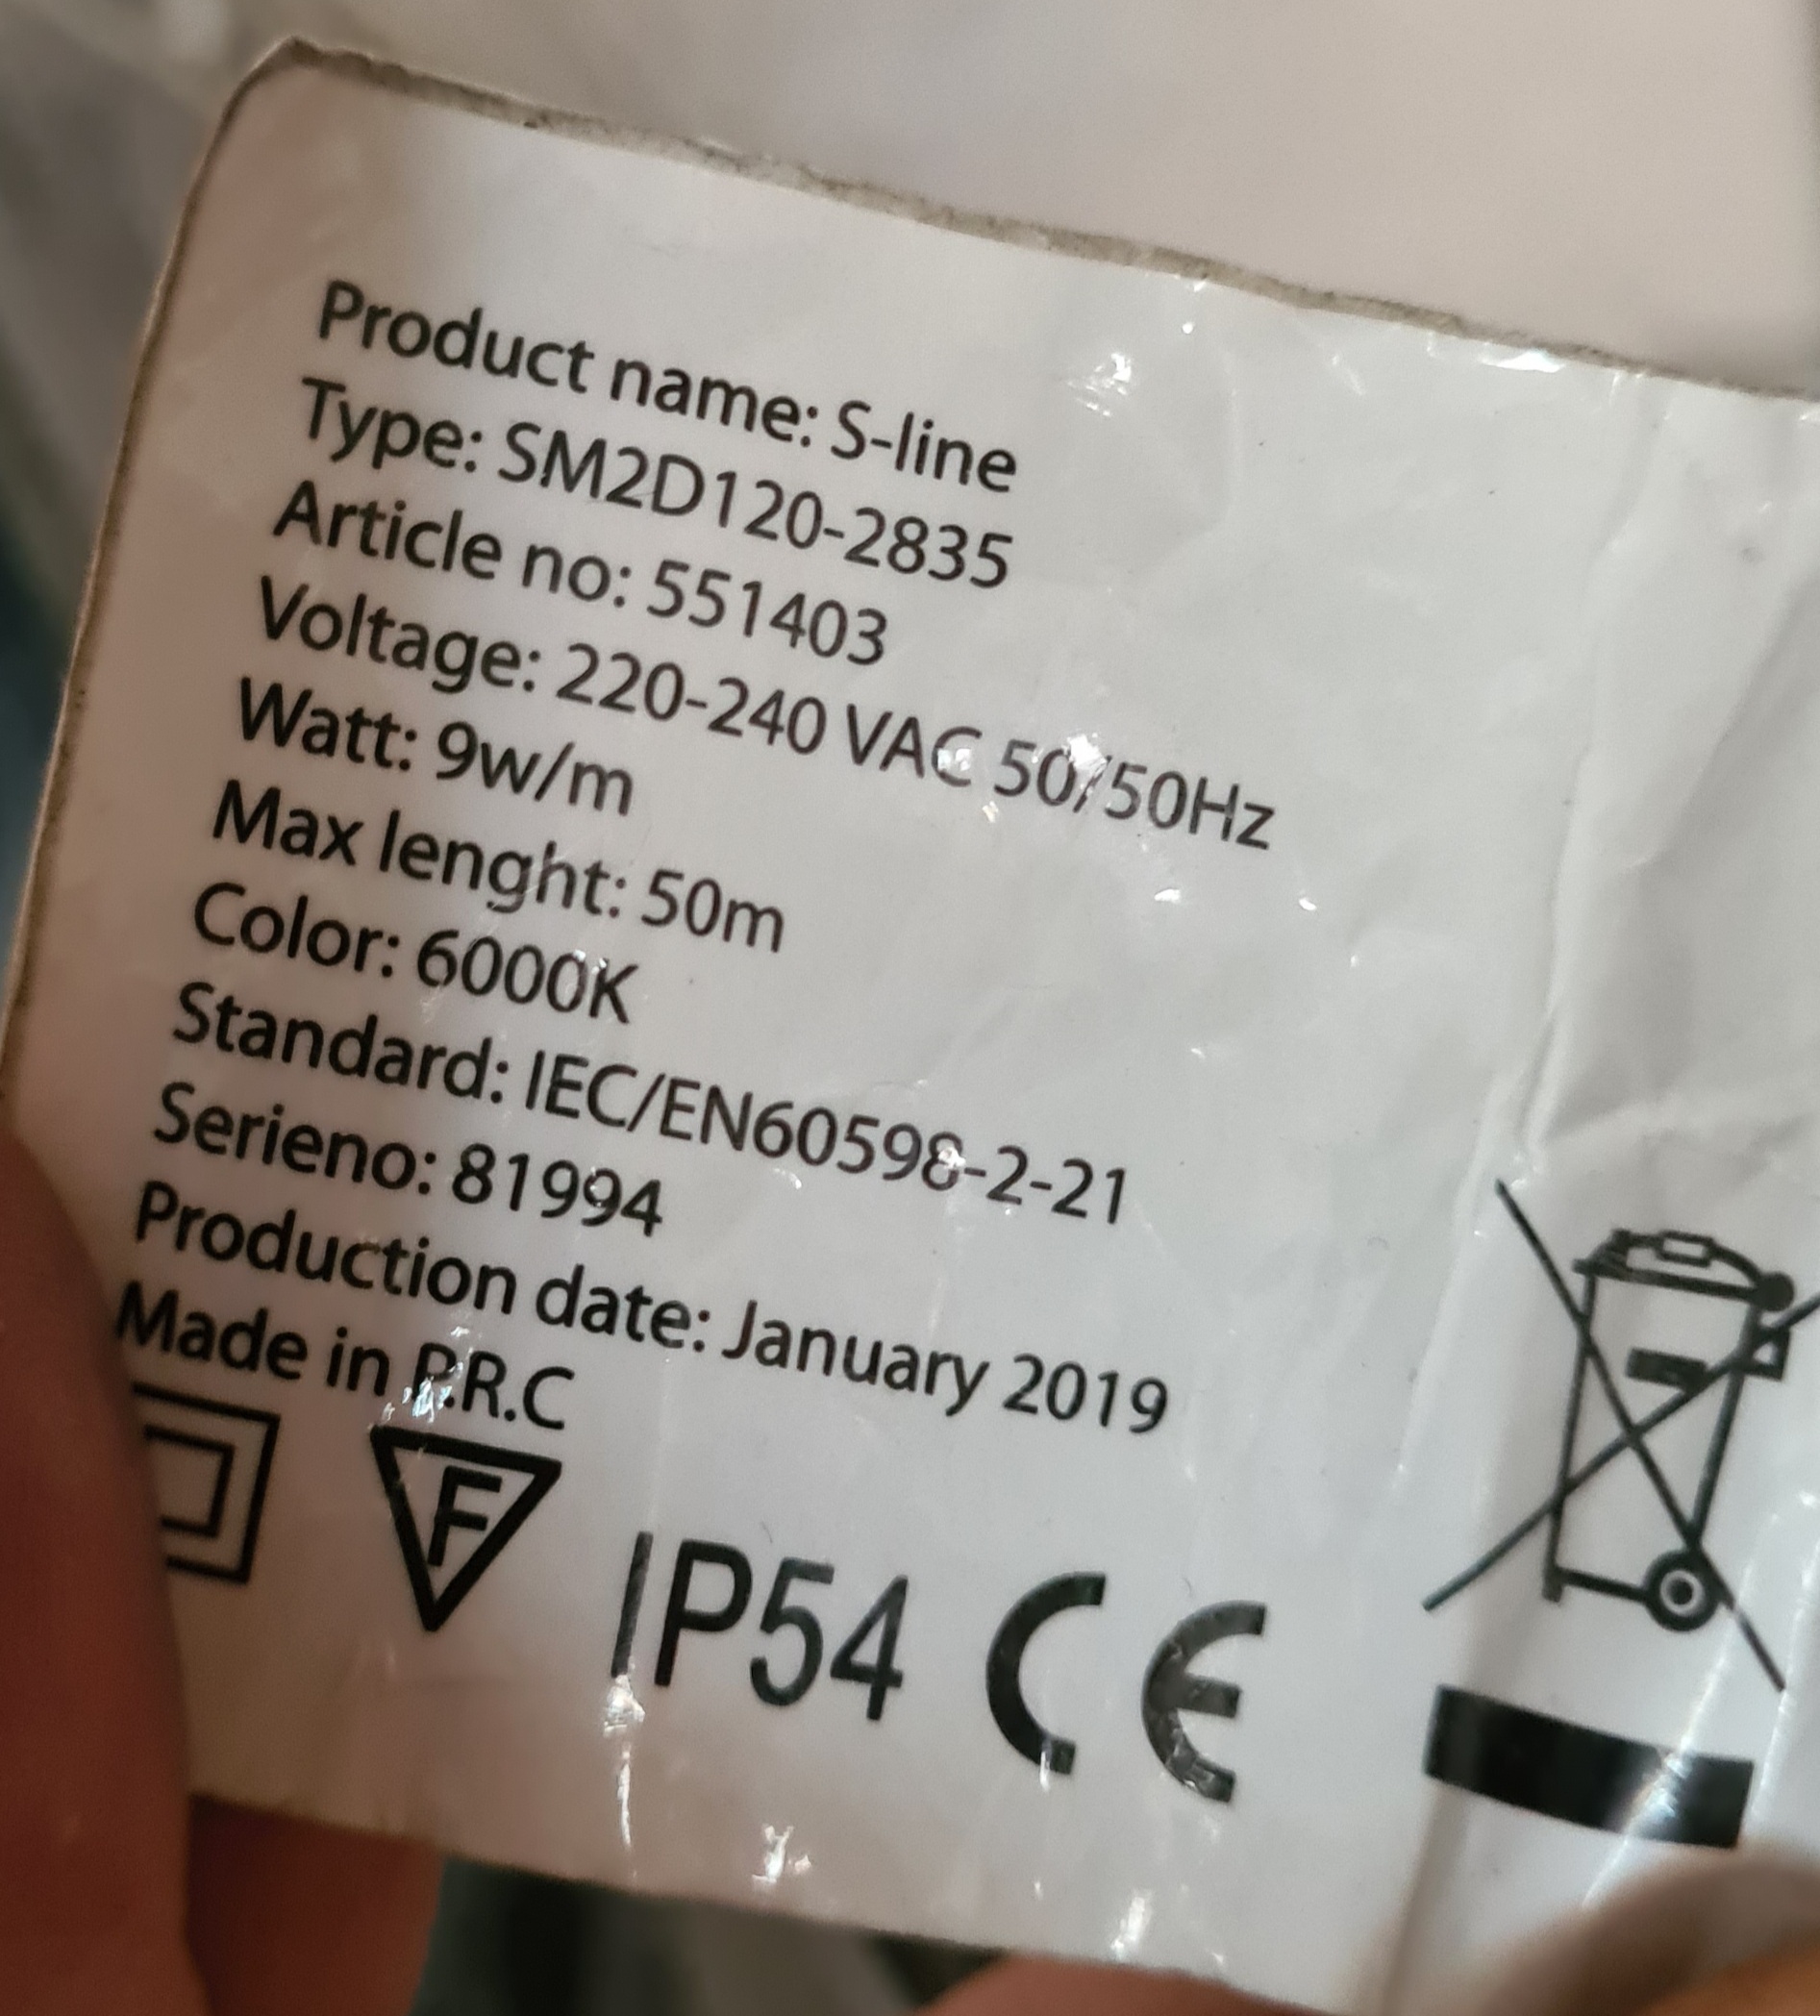 Product name: S-line
Type: SM2D120-2835
Article no: 551403
Voltage: 220-240 VAC 50/50Hz
Watt: 9w/m
Max lenght: 50m
Color: 6000K
Standard: IEC/EN60598-2-21
Serieno: 81994
Production date: January 2019
Made in P.R.C
F IP54 CE